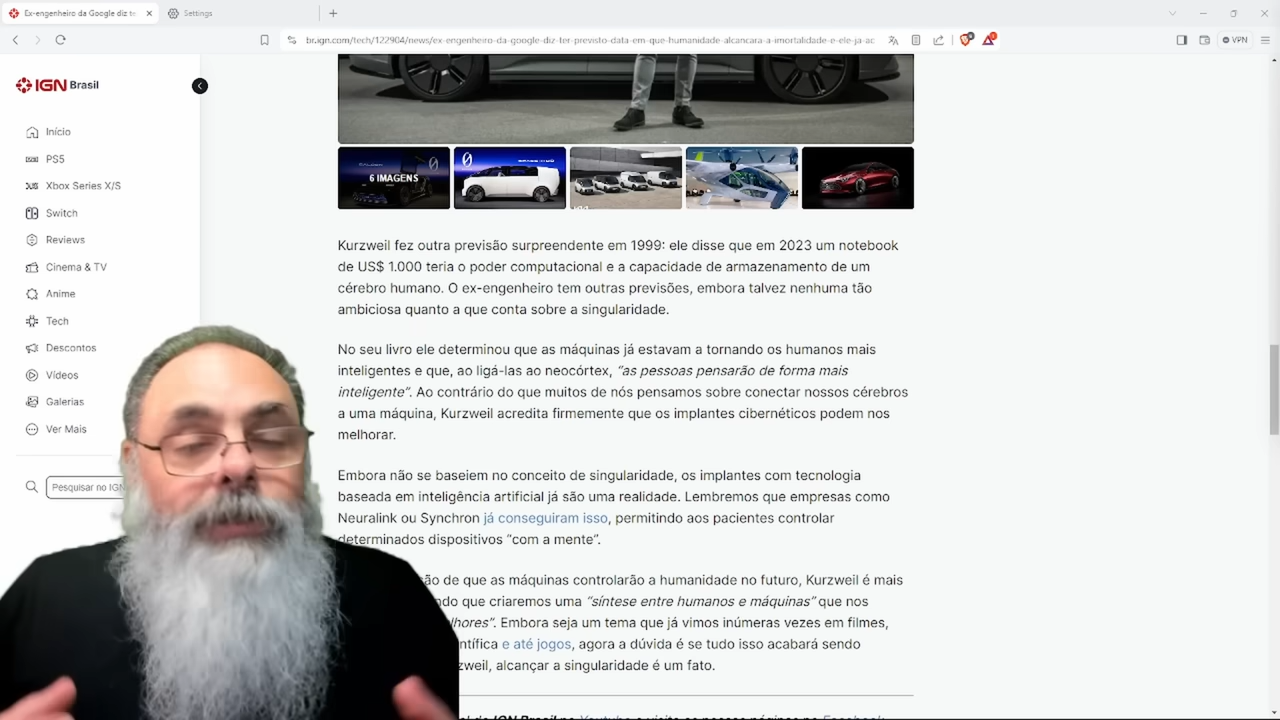 Ex-engenheiro da Google diz te
Settings
br.ign.com/tech/122904/news/ex-engenheiro-da-google-diz-ter-previsto-data-em-que-humanidade-alcancara-a-imortalidade-e-ele-ja-ac
VPN
IGN Brasil
Início
PS5
Xbox Series X/S
Switch
Reviews
Cinema & TV
Anime
Tech
Descontos
Vídeos
Galerias
Ver Mais
Pesquisar no IGN
6 IMAGENS
Kurzweil fez outra previsão surpreendente em 1999: ele disse que em 2023 um notebook
de US$ 1.000 teria o poder computacional e a capacidade de armazenamento de um
cérebro humano. O ex-engenheiro tem outras previsões, embora talvez nenhuma tão
ambiciosa quanto a que conta sobre a singularidade.
No seu livro ele determinou que as máquinas já estavam a tornando os humanos mais
inteligentes e que, ao ligá-las ao neocórtex, “as pessoas pensarão de forma mais
inteligente”. Ao contrário do que muitos de nós pensamos sobre conectar nossos cérebros
a uma máquina, Kurzweil acredita firmemente que os implantes cibernéticos podem nos
melhorar.
Embora não se baseiem no conceito de singularidade, os implantes com tecnologia
baseada em inteligência artificial já são uma realidade. Lembremos que empresas como
Neuralink ou Synchron já conseguiram isso, permitindo aos pacientes controlar
determinados dispositivos “com a mente”.
são de que as máquinas controlarão a humanidade no futuro, Kurzweil é mais
ndo que criaremos uma “síntese entre humanos e máquinas” que nos
lhores”. Embora seja um tema que já vimos inúmeras vezes em filmes,
ntífica e até jogos, agora a dúvida é se tudo isso acabará sendo
zweil, alcançar a singularidade é um fato.